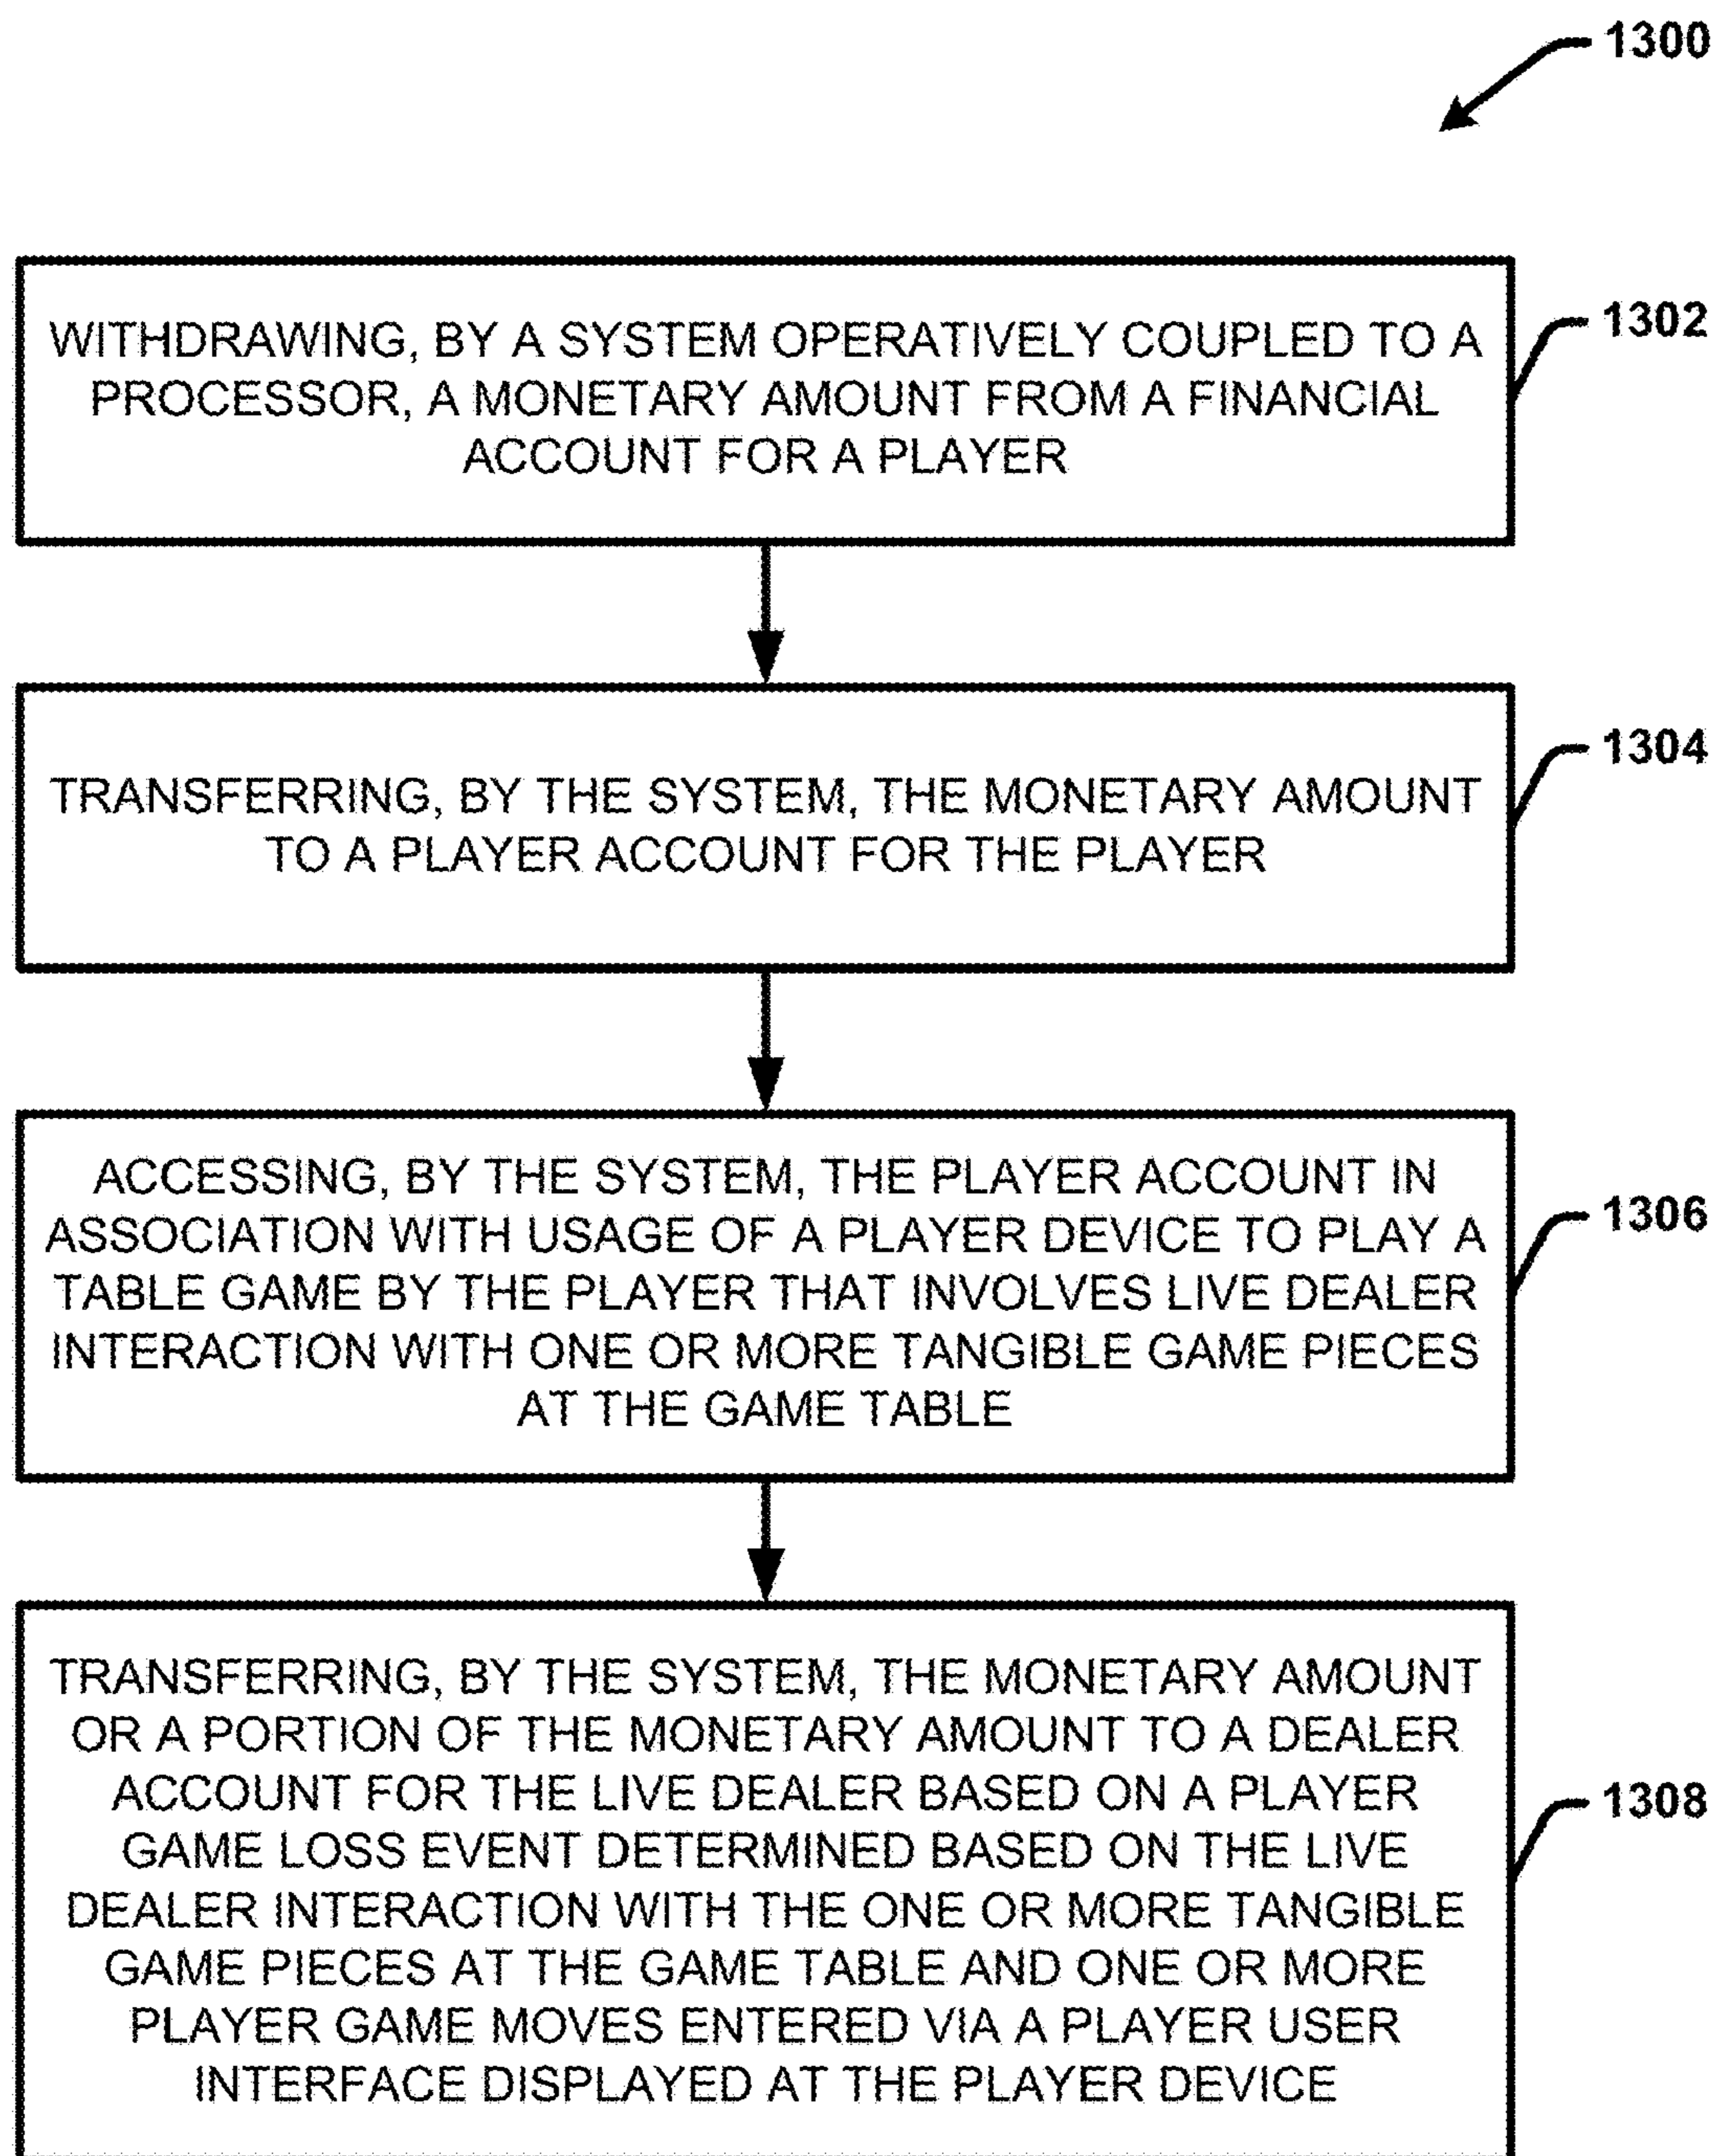 1300
WITHDRAWING, BY A SYSTEM OPERATIVELY COUPLED TO A
PROCESSOR, A MONETARY AMOUNT FROM A FINANCIAL
ACCOUNT FOR A PLAYER
1302
TRANSFERRING, BY THE SYSTEM, THE MONETARY AMOUNT
TO A PLAYER ACCOUNT FOR THE PLAYER
1304
ACCESSING, BY THE SYSTEM, THE PLAYER ACCOUNT IN
ASSOCIATION WITH USAGE OF A PLAYER DEVICE TO PLAY A
TABLE GAME BY THE PLAYER THAT INVOLVES LIVE DEALER
INTERACTION WITH ONE OR MORE TANGIBLE GAME PIECES
AT THE GAME TABLE
1306
TRANSFERRING, BY THE SYSTEM, THE MONETARY AMOUNT
OR A PORTION OF THE MONETARY AMOUNT TO A DEALER
ACCOUNT FOR THE LIVE DEALER BASED ON A PLAYER
GAME LOSS EVENT DETERMINED BASED ON THE LIVE
DEALER INTERACTION WITH THE ONE OR MORE TANGIBLE
GAME PIECES AT THE GAME TABLE AND ONE OR MORE
PLAYER GAME MOVES ENTERED VIA A PLAYER USER
INTERFACE DISPLAYED AT THE PLAYER DEVICE
1308